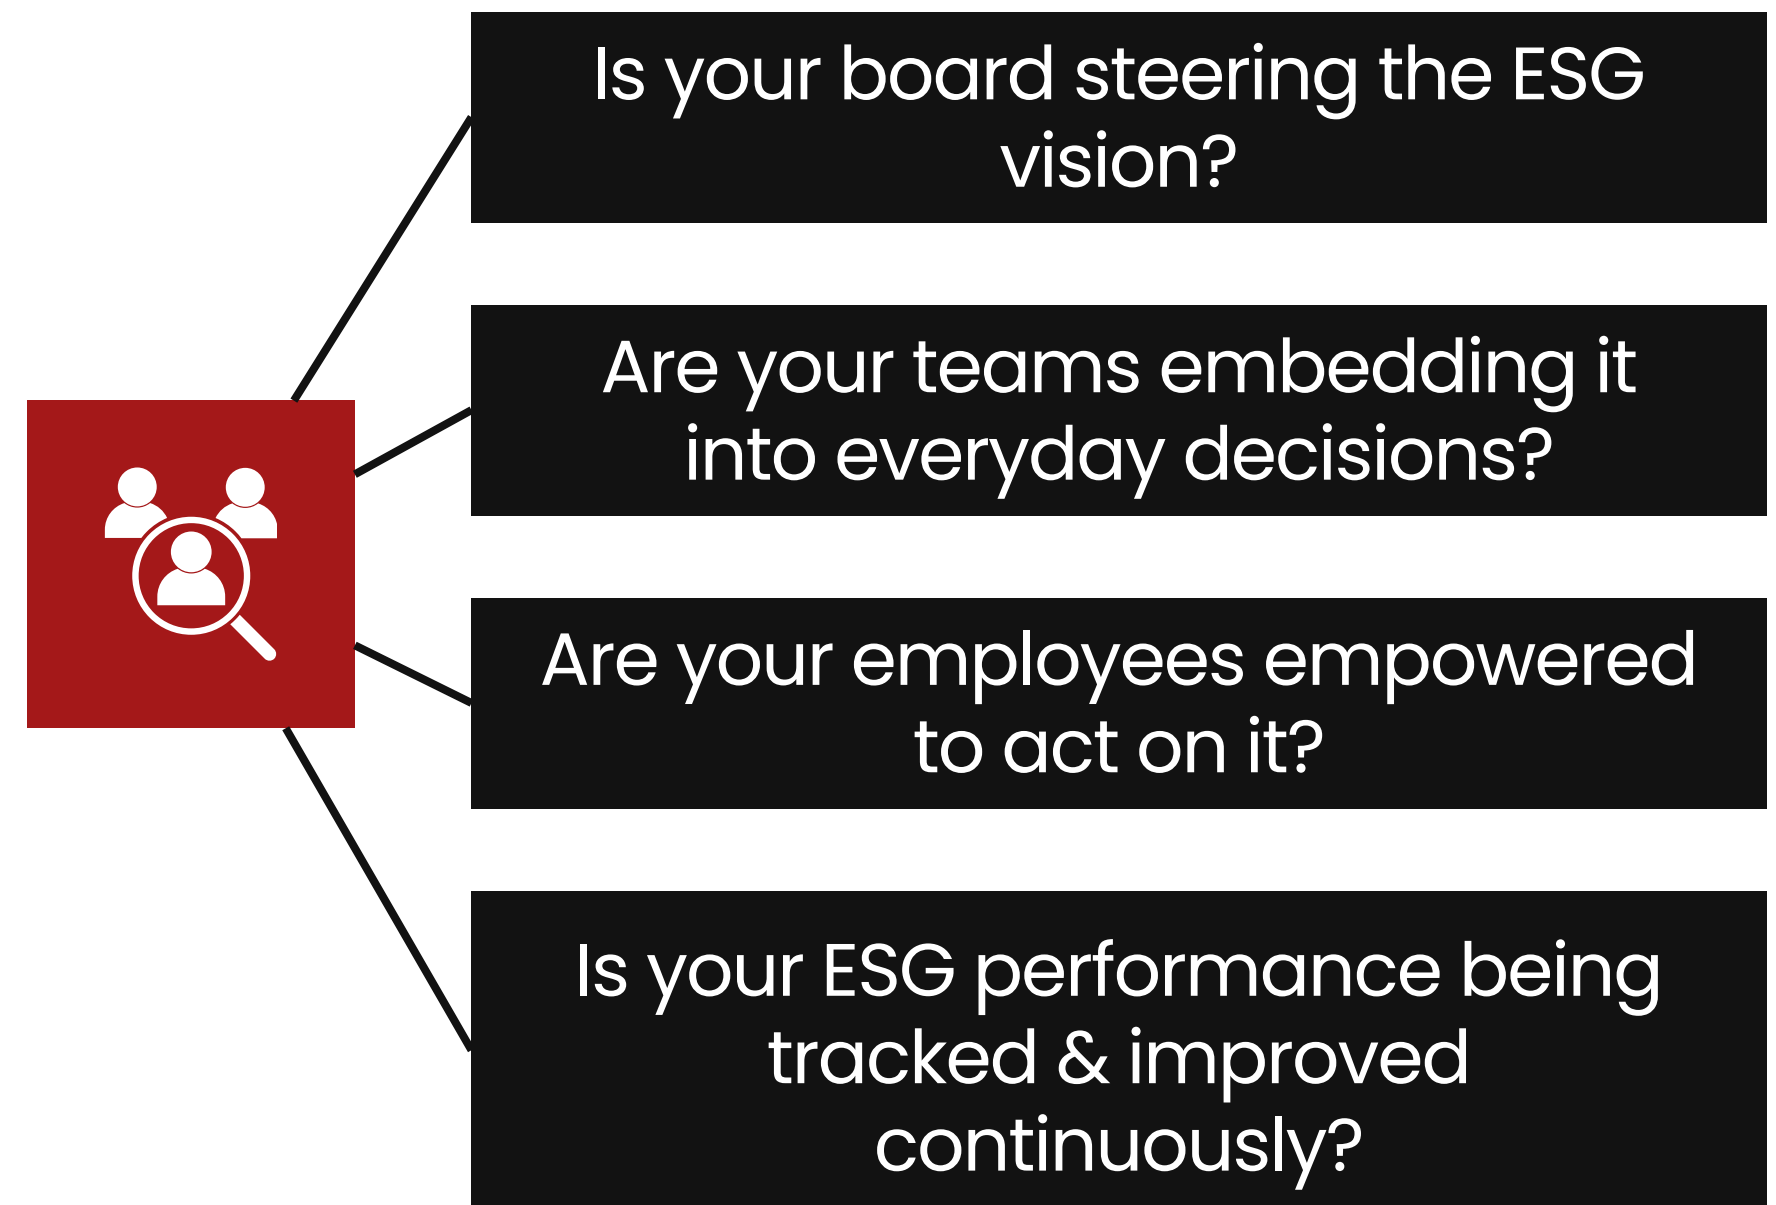 Is your board steering the ESG
vision?
Are your teams embedding it
into everyday decisions?
Are your employees empowered
to act on it?
Is your ESG performance being
tracked & improved
continuously?